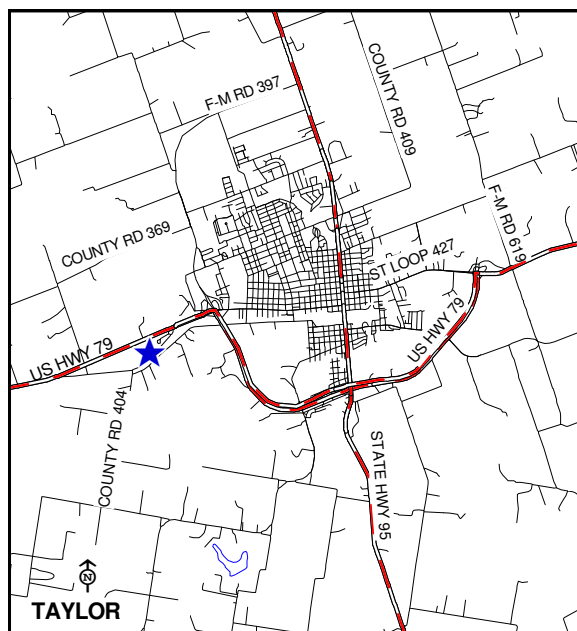 F-M RD 397
COUNTY RD 409
COUNTY RD 369
F-M RD 619
ST LOOP 427
US HWY 79
US HWY 79
COUNTY RD 404
STATE HWY 95
N
TAYLOR